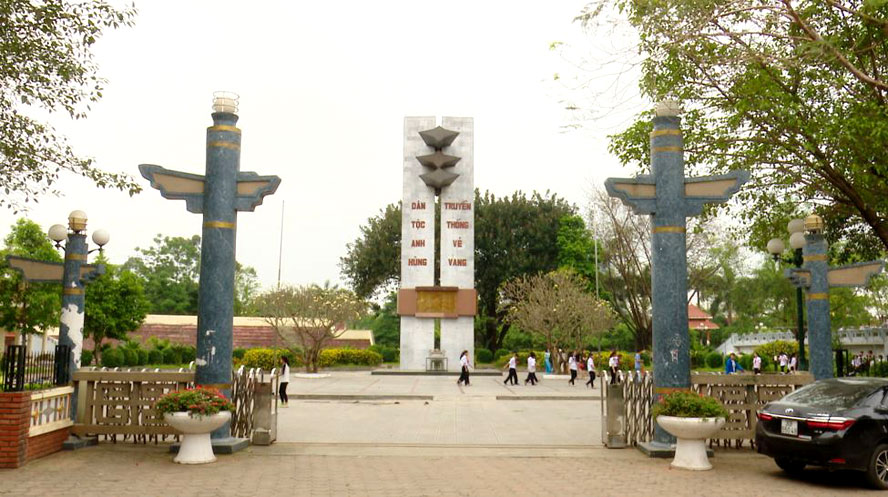 DÂN
TỘC
ANH
HÙNG
TRUYỀN
THỐNG
VẺ
VANG